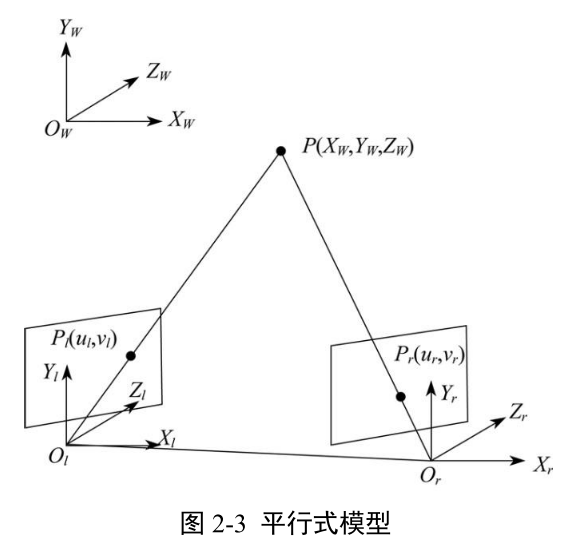 Y_W
Z_W
O_W
X_W
P(X_W,Y_W,Z_W)
P_l(u_l,v_l)
P_r(u_r,v_r)
Y_l
Z_l
Y_r
Z_r
X_l
O_l
X_r
O_r
图 2-3 平行式模型